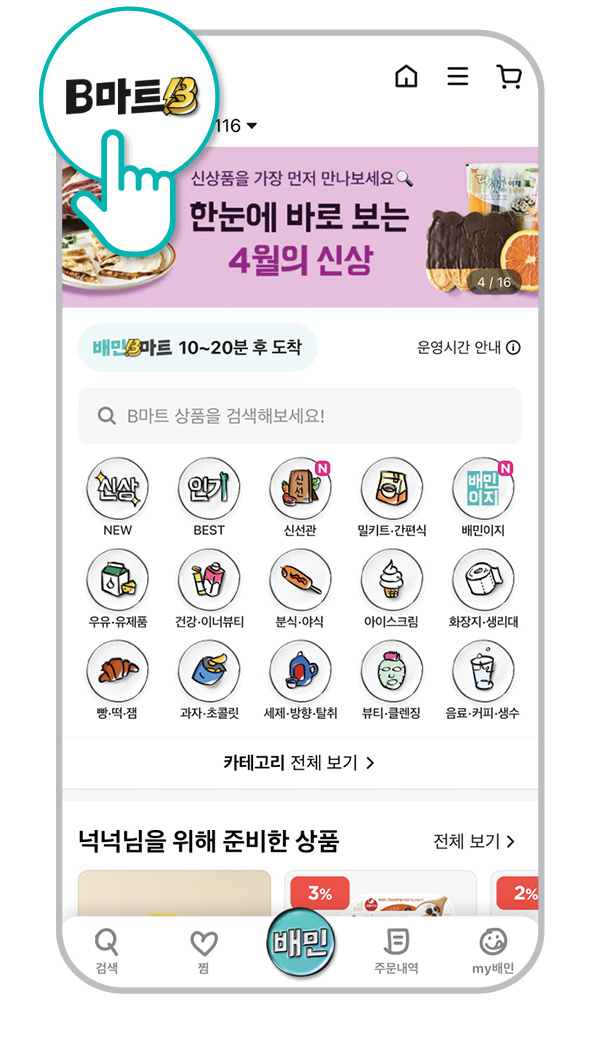 B마트B
116
신상품을 가장 먼저 만나보세요
한눈에 바로 보는
4월의 신상
4 / 16
배민B마트 10~20분 후 도착
운영시간 안내
B마트 상품을 검색해보세요!
신상
인기
신선
N
배민이지
N
NEW
BEST
신선관
밀키트·간편식
배민이지
우유·유제품
건강·이너뷰티
분식·야식
아이스크림
화장지·생리대
빵·떡·잼
과자·초콜릿
세제·방향·탈취
뷰티·클렌징
음료·커피·생수
카테고리 전체 보기
넉넉님을 위해 준비한 상품
전체 보기
3%
2%
배민
검색
찜
주문내역
my배민